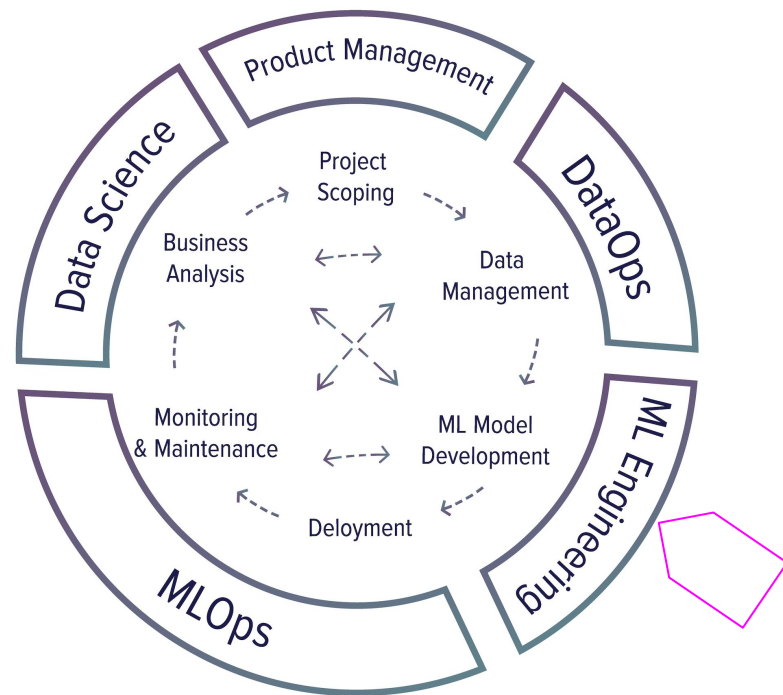 Product Management
DataOps
ML Engineering
MLOps
Data Science
Project
Scoping
Data
Management
ML Model
Development
Deloyment
Monitoring
& Maintenance
Business
Analysis